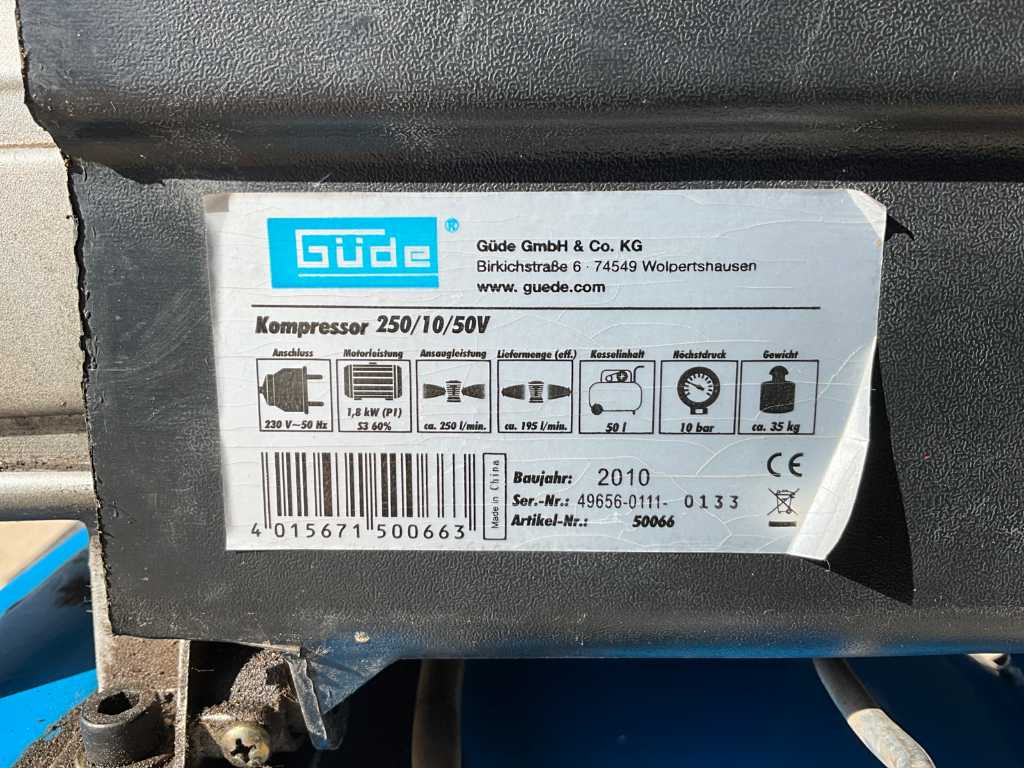 Güde®
Güde GmbH & Co. KG
Birkichstraße 6 · 74549 Wolpertshausen
www. guede.com
Kompressor 250/10/50V
Anschluss
230 V~50 Hz
Motorleistung
1,8 kW (P1)
S3 60%
Ansaugleistung
ca. 250 l/min.
Liefermenge (eff.)
ca. 195 l/min.
Kesselinhalt
50 l
Höchstdruck
10 bar
Gewicht
ca. 35 kg
4 015671 500663
Made in China
Baujahr: 2010
Ser.-Nr.: 49656-0111- 0133
Artikel-Nr.: 50066
CE